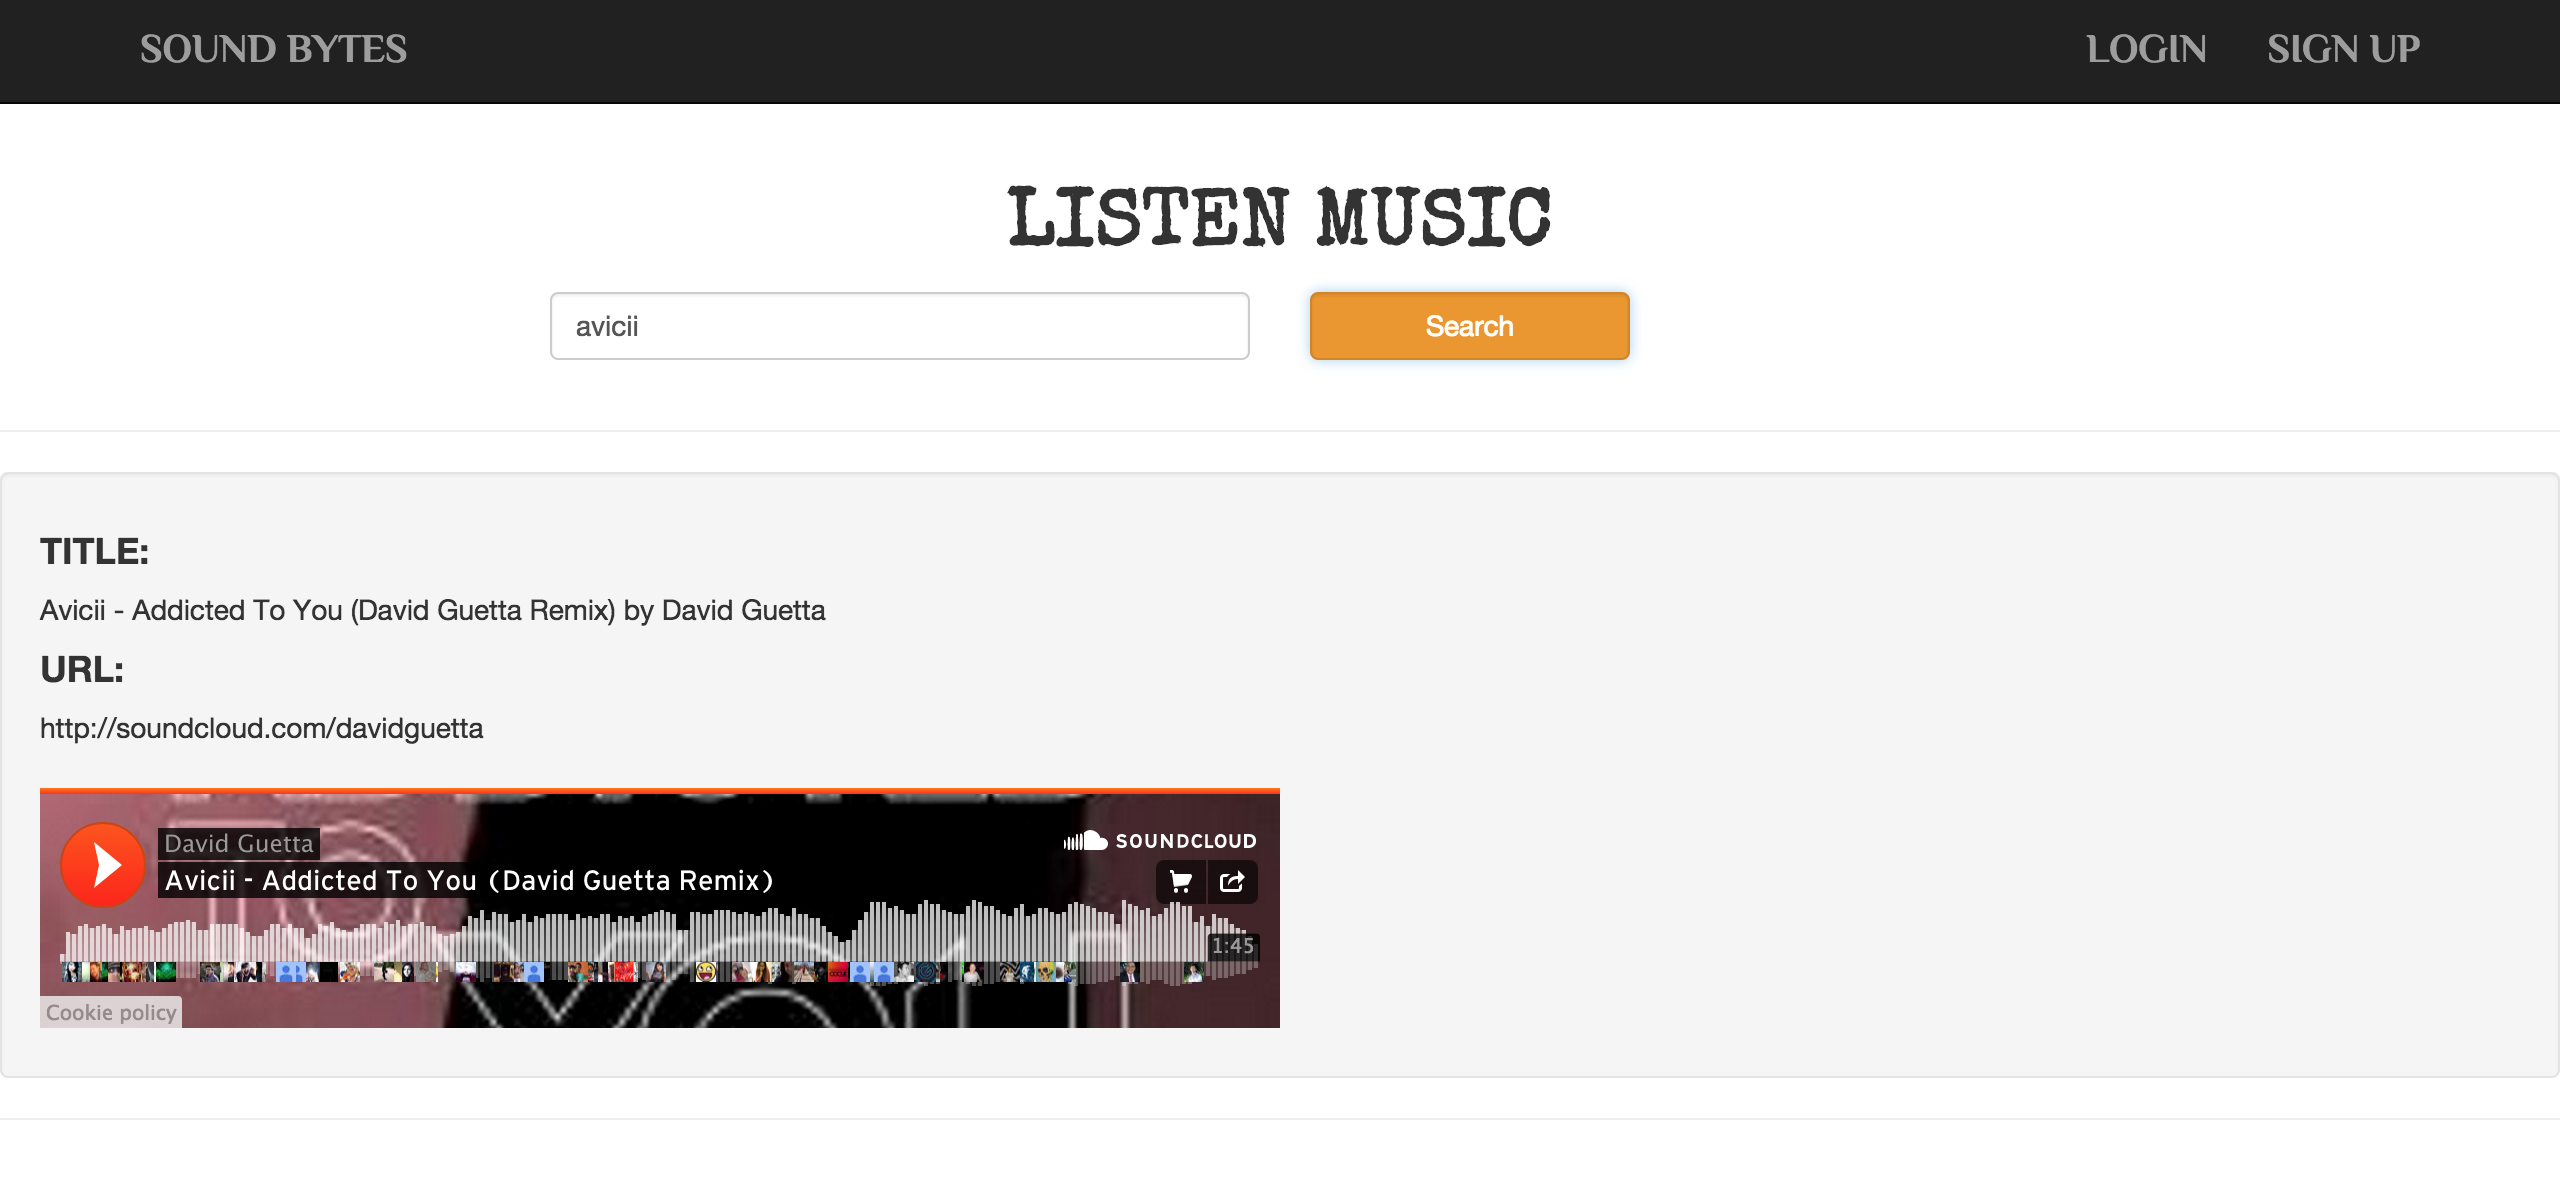 SOUND BYTES
LOGIN SIGN UP
LISTEN MUSIC
avicii
Search
TITLE:
Avicii - Addicted To You (David Guetta Remix) by David Guetta
URL:
http://soundcloud.com/davidguetta
David Guetta
SOUNDCLOUD
Avicii - Addicted To You (David Guetta Remix)
1:45
Cookie policy